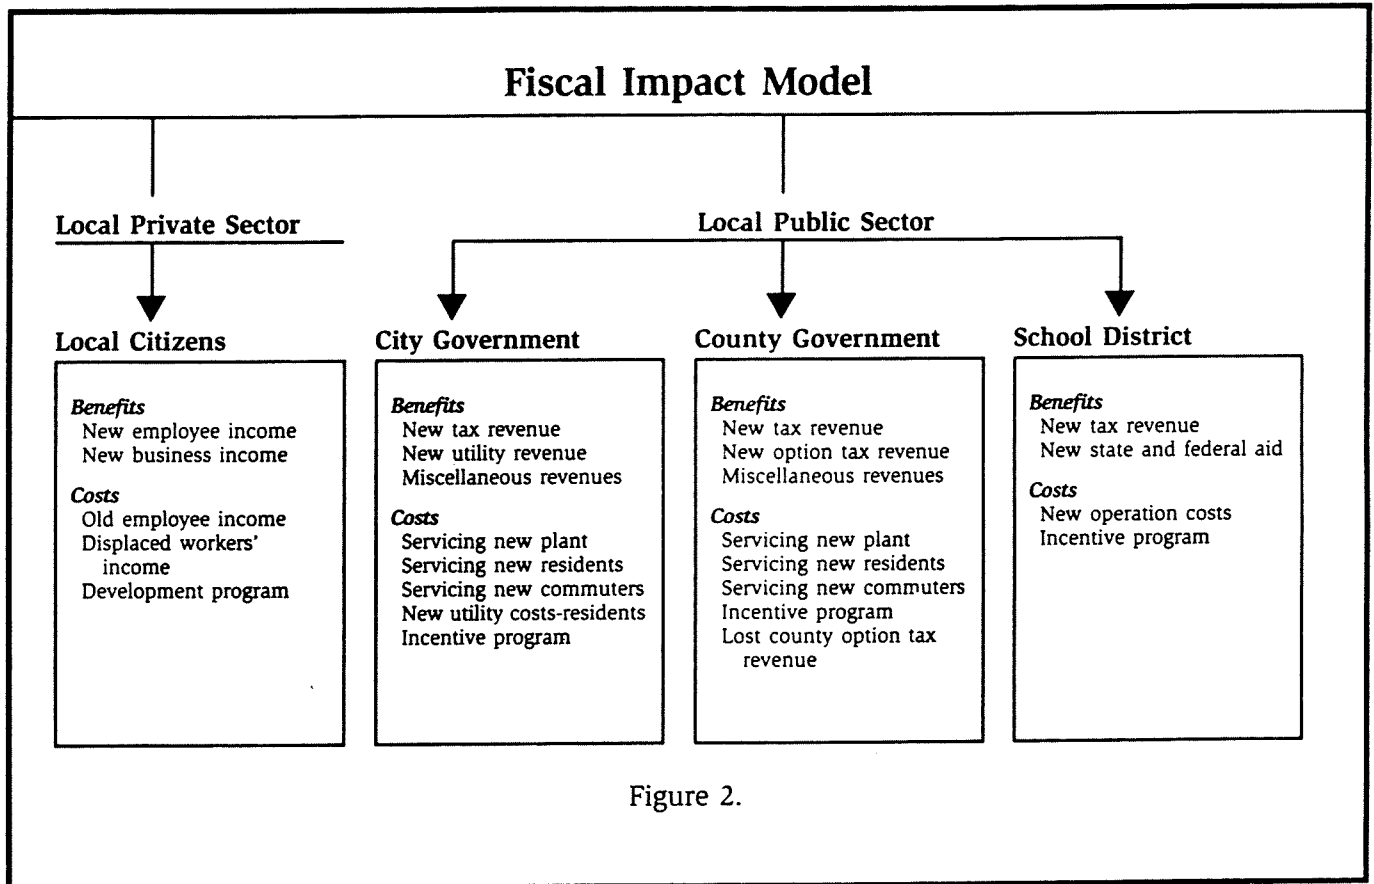 Fiscal Impact Model
Local Private Sector
Local Public Sector
Local Citizens
Benefits
New employee income
New business income
Costs
Old employee income
Displaced workers'
income
Development program
City Government
Benefits
New tax revenue
New utility revenue
Miscellaneous revenues
Costs
Servicing new plant
Servicing new residents
Servicing new commuters
New utility costs-residents
Incentive program
County Government
Benefits
New tax revenue
New option tax revenue
Miscellaneous revenues
Costs
Servicing new plant
Servicing new residents
Servicing new commuters
Incentive program
Lost county option tax
revenue
School District
Benefits
New tax revenue
New state and federal aid
Costs
New operation costs
Incentive program
Figure 2.